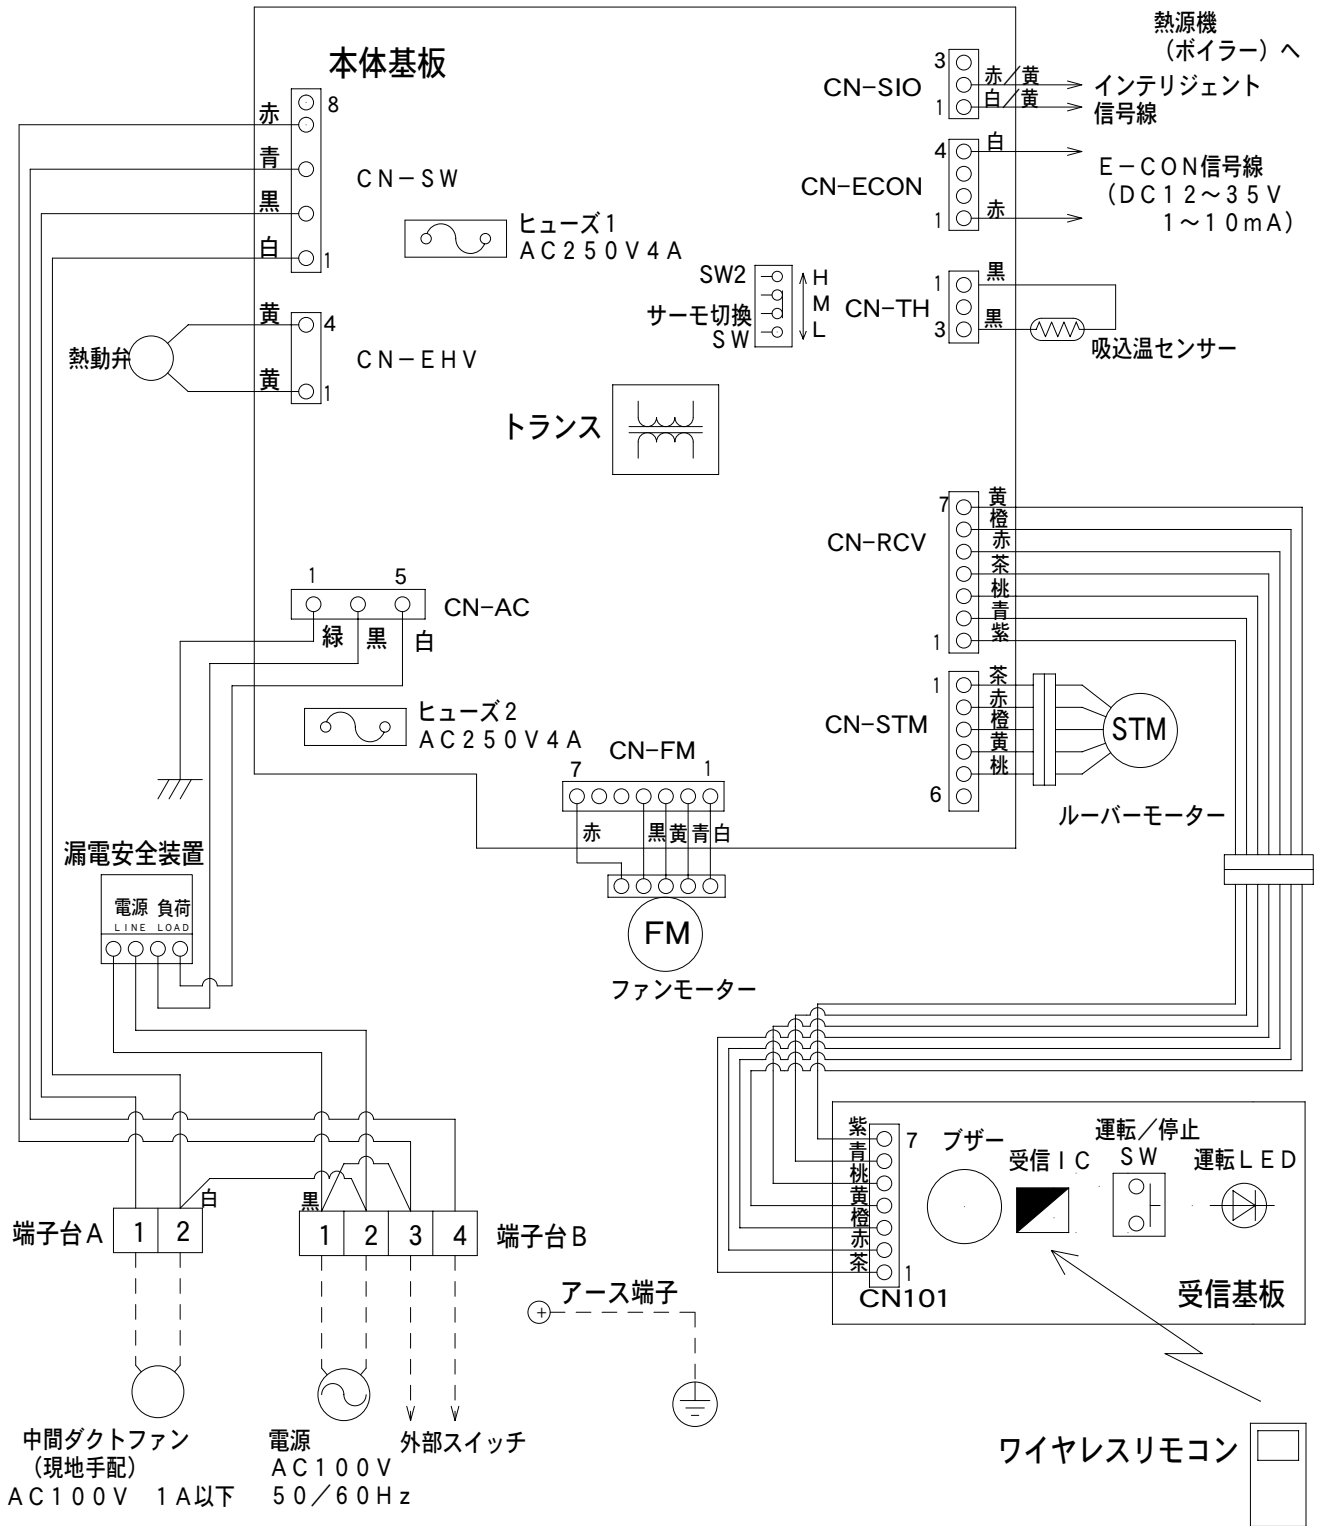 熱源機
（ボイラー）へ
本体基板
3
CN-SIO
赤／黄
インテリジェント
1
白／黄
信号線
8
赤
青
CN-SW
黒
白
1
4
白
CN-ECON
E-CON信号線
（DC12～35V
1～10mA）
1
赤
ヒューズ1
AC250V4A
SW2
H
サーモ切換
M
SW
L
1
黒
CN-TH
3
黒
吸込温センサー
黄
4
熱動弁
CN-EHV
黄
1
トランス
7
黄
橙
赤
CN-RCV
茶
桃
青
1
紫
1
5
CN-AC
緑
黒
白
1
茶
赤
CN-STM
橙
STM
黄
桃
6
ルーバーモーター
ヒューズ2
AC250V4A
CN-FM
7
1
赤
黒
黄
青
白
FM
ファンモーター
漏電安全装置
電源 負荷
LINE LOAD
白
黒
端子台A
1
2
1
2
3
4
端子台B
紫
7
青
桃
黄
橙
赤
茶
1
CN101
ブザー
受信IC
運転／停止
SW
運転LED
受信基板
アース端子
中間ダクトファン
（現地手配）
AC100V 1A以下
電源
AC100V
50／60Hz
外部スイッチ
ワイヤレスリモコン